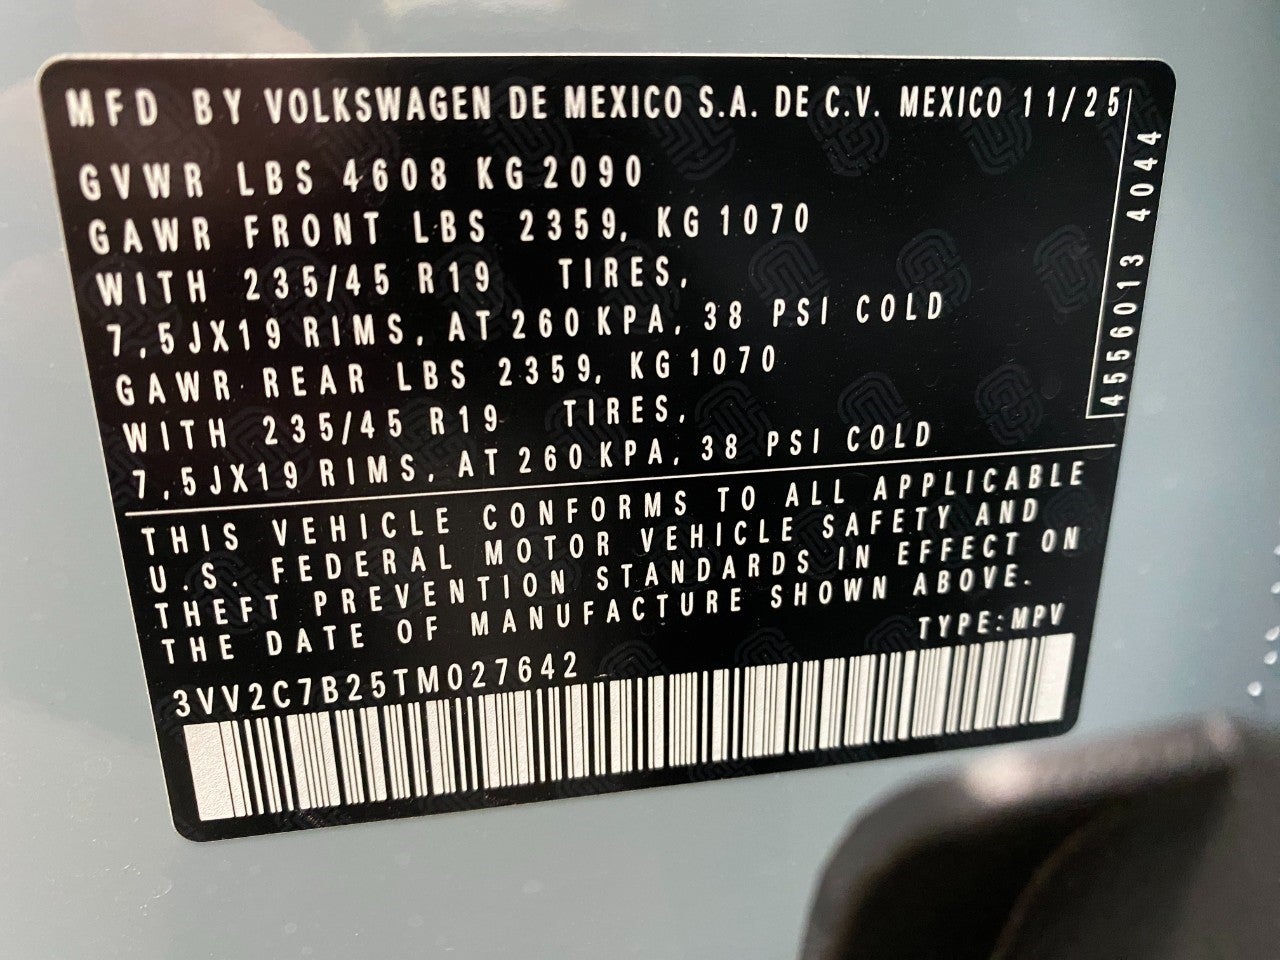 MFD BY VOLKSWAGEN DE MEXICO S.A. DE C.V. MEXICO 11/25
GVWR LBS 4608 KG 2090
GAWR FRONT LBS 2359, KG 1070
WITH 235/45 R19 TIRES,
7,5JX19 RIMS, AT 260 KPA, 38 PSI COLD
GAWR REAR LBS 2359, KG 1070
WITH 235/45 R19 TIRES,
7,5JX19 RIMS, AT 260 KPA, 38 PSI COLD
4556013 4044
THIS VEHICLE CONFORMS TO ALL APPLICABLE
U.S. FEDERAL MOTOR VEHICLE SAFETY AND
THEFT PREVENTION STANDARDS IN EFFECT ON
THE DATE OF MANUFACTURE SHOWN ABOVE.
TYPE:MPV
3VV2C7B25TM027642